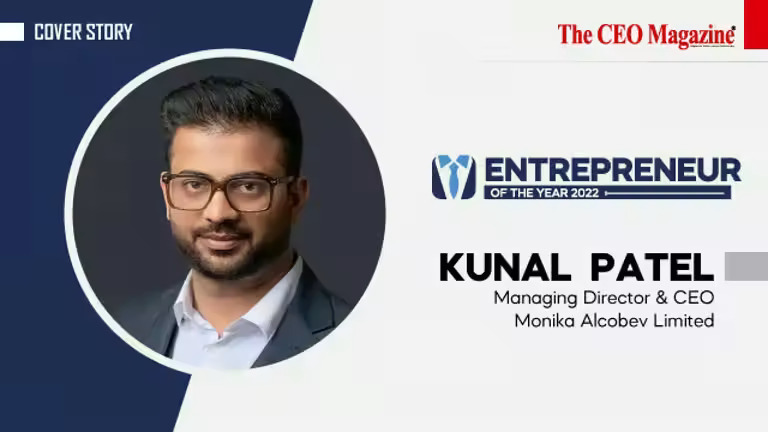 COVER STORY
The CEO Magazine
ENTREPRENEUR
OF THE YEAR 2022
KUNAL PATEL
Managing Director & CEO
Monika Alcobev Limited